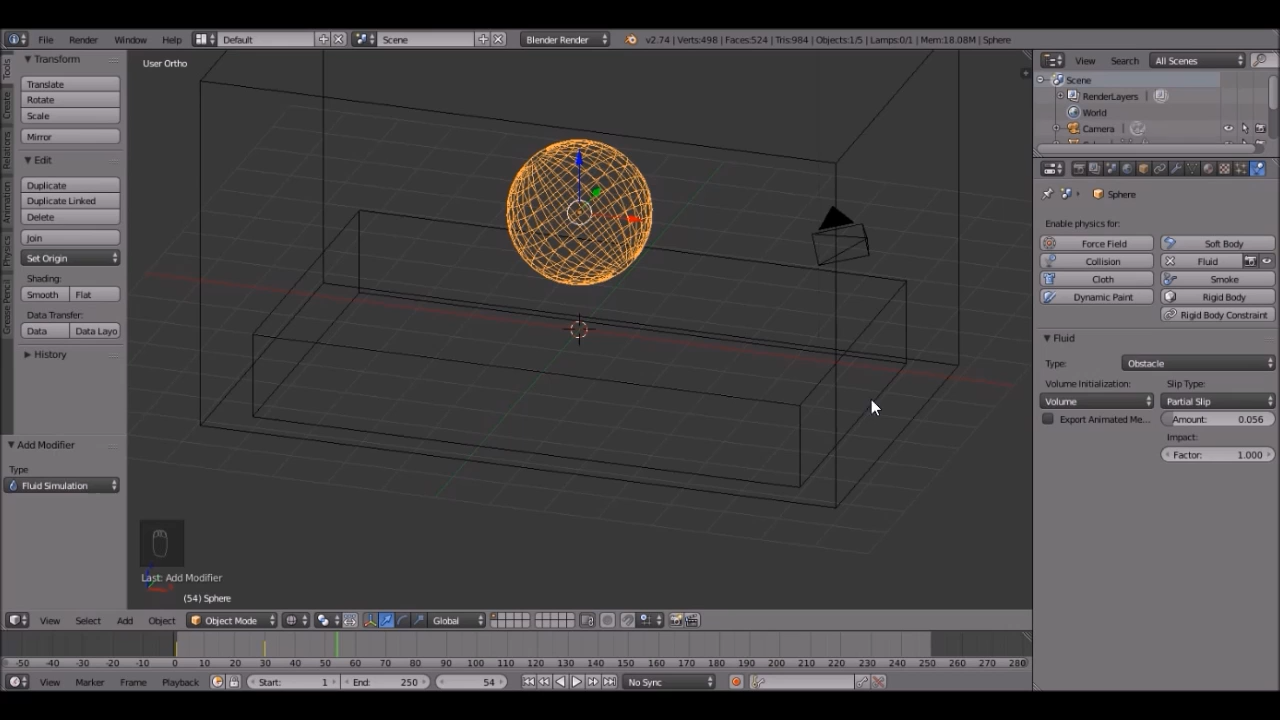 File Render Window Help Default Scene Blender Render v2.74 | Verts:498 | Faces:524 | Tris:984 | Objects:1/5 | Lamps:0/1 | Mem:18.08M | Sphere
Tools
Create
Relations
Animation
Physics
Grease Pencil
Transform
Translate
Rotate
Scale
Mirror
Edit
Duplicate
Duplicate Linked
Delete
Join
Set Origin
Shading:
Smooth Flat
Data Transfer:
Data Data Layo
History
Add Modifier
Type
Fluid Simulation
User Ortho
Last: Add Modifier
(54) Sphere
View Select Add Object Object Mode Global
-50 -40 -30 -20 -10 0 10 20 30 40 50 60 70 80 90 100 110 120 130 140 150 160 170 180 190 200 210 220 230 240 250 260 270 280
View Marker Frame Playback Start: 1 End: 250 54 No Sync
View Search All Scenes
Scene
RenderLayers
World
Camera
Sphere
Enable physics for:
Force Field Soft Body
Collision Fluid
Cloth Smoke
Dynamic Paint Rigid Body
Rigid Body Constraint
Fluid
Type: Obstacle
Volume Initialization: Slip Type:
Volume Partial Slip
Export Animated Me... Amount: 0.056
Impact:
Factor: 1.000